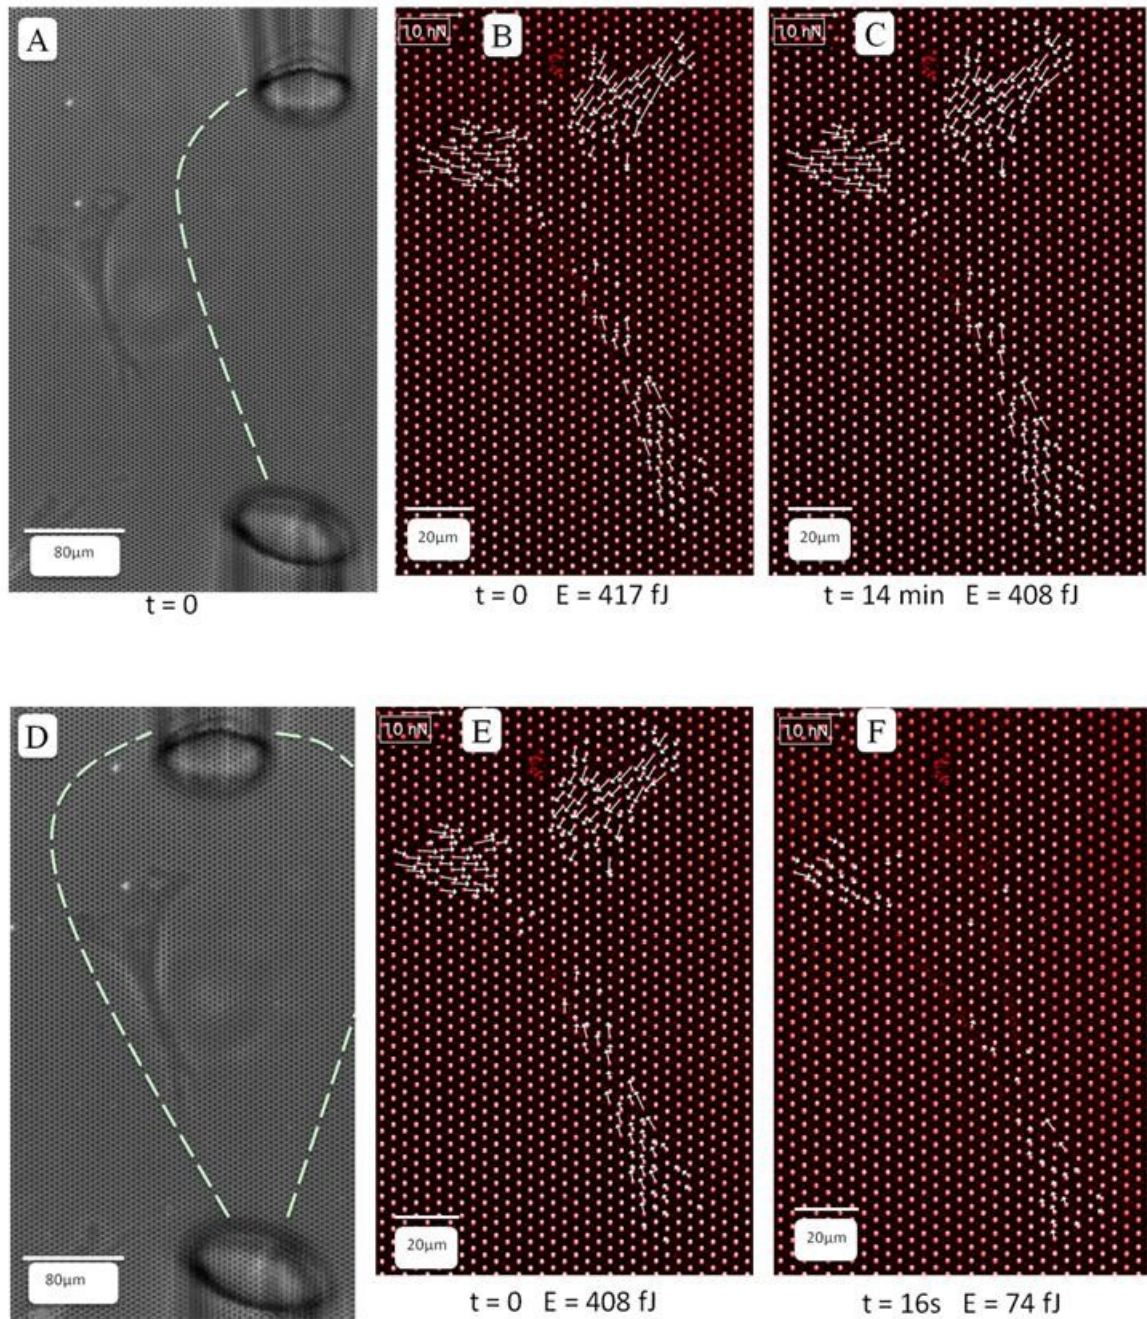 A
10 nN
B
10 nN
C
80µm
20µm
20µm
t = 0
t = 0 E = 417 fJ
t = 14 min E = 408 fJ
D
10 nN
E
10 nN
F
80µm
20µm
20µm
t = 0 E = 408 fJ
t = 16s E = 74 fJ